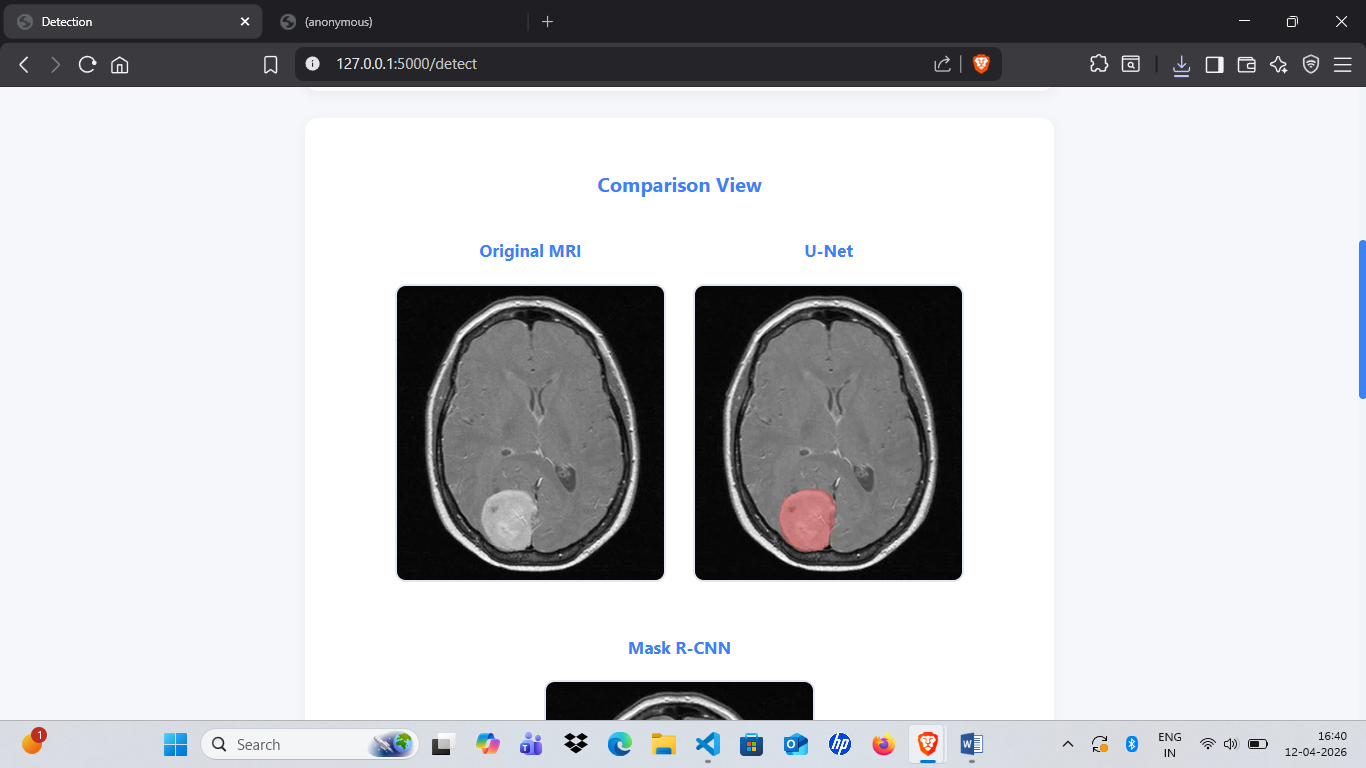 Detection
(anonymous)
127.0.0.1:5000/detect
Comparison View
Original MRI
U-Net
Mask R-CNN
1
Search
ENG
IN
16:40
12-04-2026